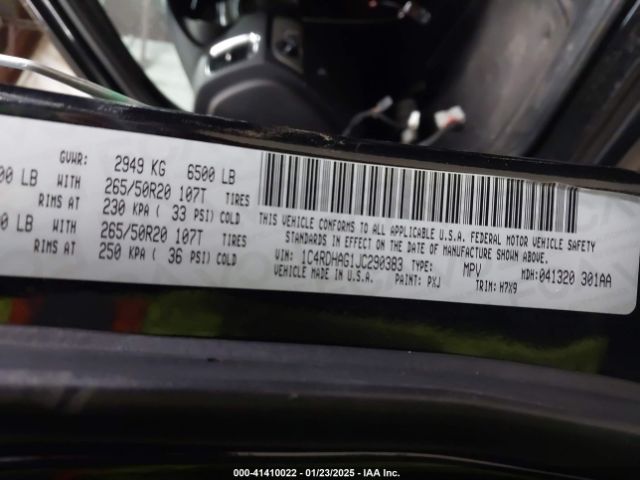 GVWR: 2949 KG 6500 LB
00 LB WITH 265/50R20 107T TIRES
RIMS AT 230 KPA ( 33 PSI) COLD
00 LB WITH 265/50R20 107T TIRES
RIMS AT 250 KPA ( 36 PSI) COLD
THIS VEHICLE CONFORMS TO ALL APPLICABLE U.S.A. FEDERAL MOTOR VEHICLE SAFETY
STANDARDS IN EFFECT ON THE DATE OF MANUFACTURE SHOWN ABOVE.
VIN: 1C4RDHAG1JC290383 TYPE: MPV MDH: 041320 301AA
VEHICLE MADE IN U.S.A. PAINT: PXJ TRIM: H7X9
000-41410022 - 01/23/2025 - IAA Inc.